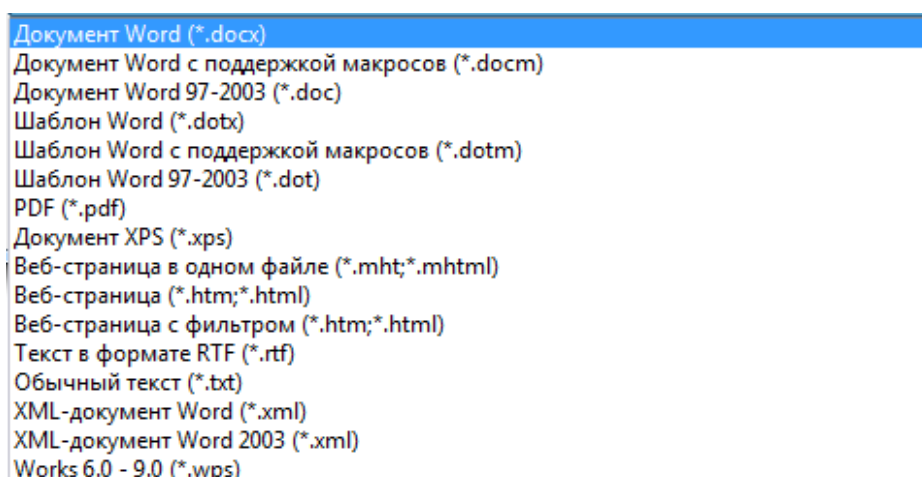 Документ Word (*.docx)
Документ Word с поддержкой макросов (*.docm)
Документ Word 97-2003 (*.doc)
Шаблон Word (*.dotx)
Шаблон Word с поддержкой макросов (*.dotm)
Шаблон Word 97-2003 (*.dot)
PDF (*.pdf)
Документ XPS (*.xps)
Веб-страница в одном файле (*.mht;*.mhtml)
Веб-страница (*.htm;*.html)
Веб-страница с фильтром (*.htm;*.html)
Текст в формате RTF (*.rtf)
Обычный текст (*.txt)
XML-документ Word (*.xml)
XML-документ Word 2003 (*.xml)
Works 6.0 - 9.0 (*.wps)